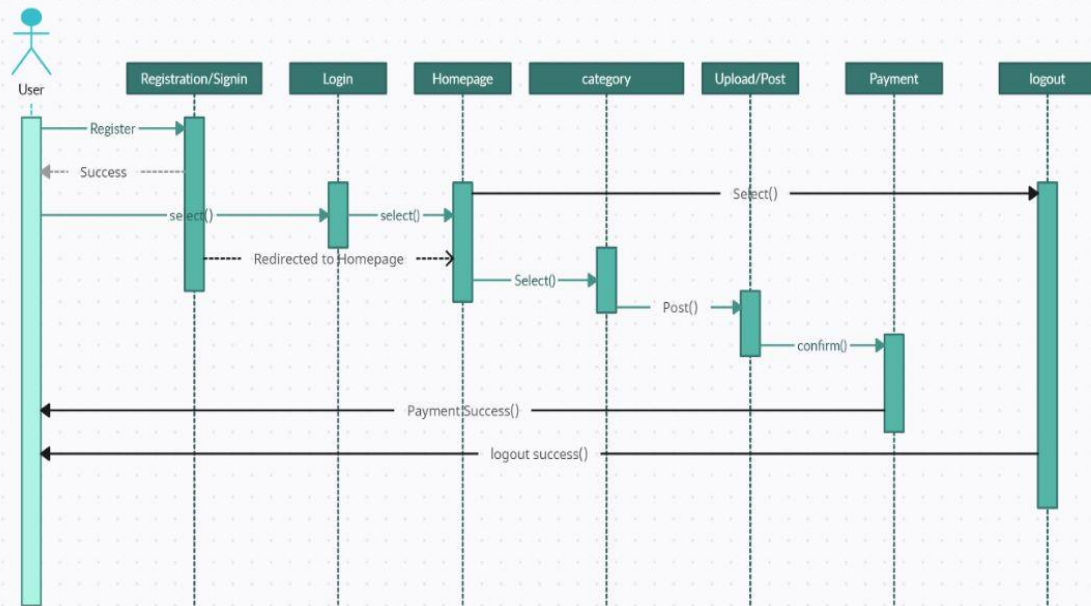 User
Registration/Signin
Login
Homepage
category
Upload/Post
Payment
logout
Register
Success
Select()
select()
select()
Redirected to Homepage
Select()
Post()
confirm()
Payment Success()
logout success()